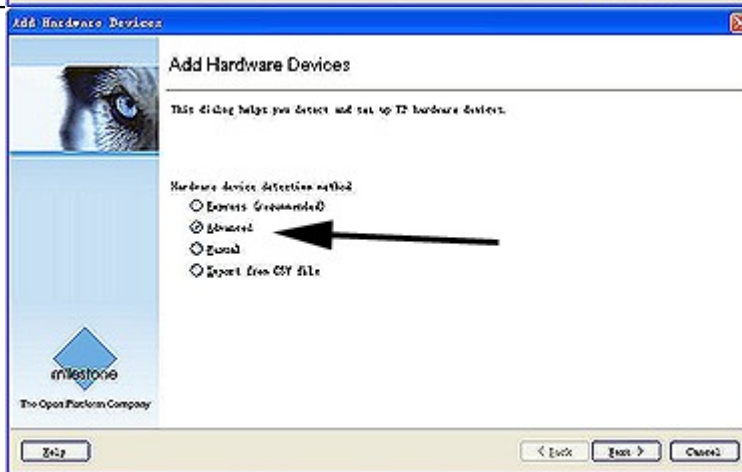 Add Hardware Devices
Add Hardware Devices
This dialog helps you detect and set up IP hardware devices.
Hardware device detection method
Express (recommended)
Advanced
Manual
Import from CSV file
milestone
The Open Platform Company
Help
< Back
Next >
Cancel